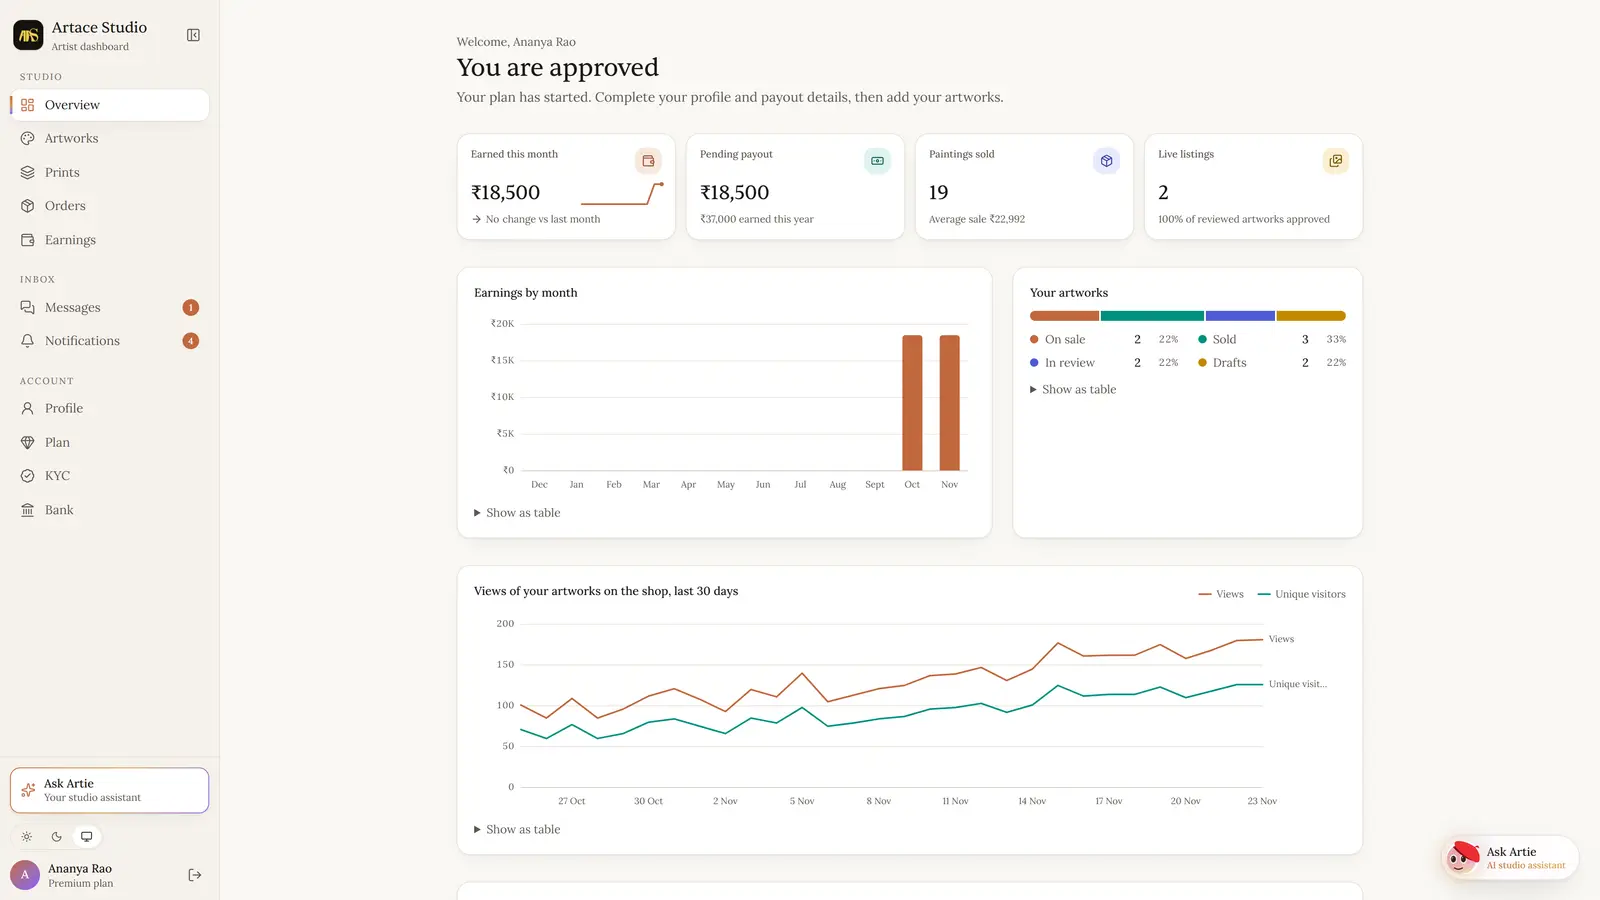 Artace Studio
Artist dashboard
STUDIO
Overview
Artworks
Prints
Orders
Earnings
INBOX
Messages 1
Notifications 4
ACCOUNT
Profile
Plan
KYC
Bank
Ask Artie
Your studio assistant
A
Ananya Rao
Premium plan
Welcome, Ananya Rao
You are approved
Your plan has started. Complete your profile and payout details, then add your artworks.
Earned this month
₹18,500
No change vs last month
Pending payout
₹18,500
₹37,000 earned this year
Paintings sold
19
Average sale ₹22,992
Live listings
2
100% of reviewed artworks approved
Earnings by month
₹20K
₹15K
₹10K
₹5K
₹0
Dec Jan Feb Mar Apr May Jun Jul Aug Sept Oct Nov
Show as table
Your artworks
On sale 2 22% Sold 3 33%
In review 2 22% Drafts 2 22%
Show as table
Views of your artworks on the shop, last 30 days
Views Unique visitors
200
150
100
50
0
Views
Unique visit...
27 Oct 30 Oct 2 Nov 5 Nov 8 Nov 11 Nov 14 Nov 17 Nov 20 Nov 23 Nov
Show as table
Ask Artie
AI studio assistant